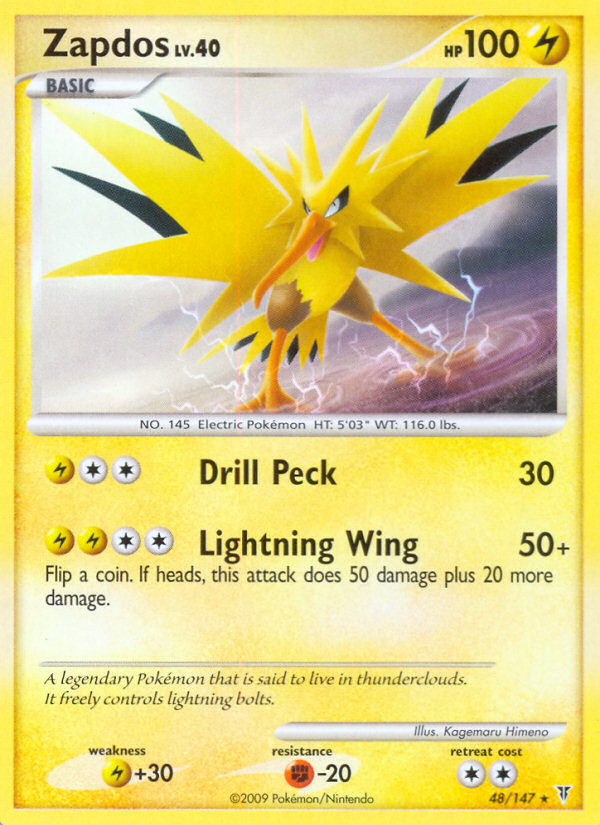 Zapdos LV.40
HP 100
BASIC
NO. 145 Electric Pokémon HT: 5'03" WT: 116.0 lbs.
Drill Peck 30
Lightning Wing 50+
Flip a coin. If heads, this attack does 50 damage plus 20 more
damage.
A legendary Pokémon that is said to live in thunderclouds.
It freely controls lightning bolts.
Illus. Kagemaru Himeno
weakness resistance retreat cost
+30 -20
©2009 Pokémon/Nintendo 48/147 ★